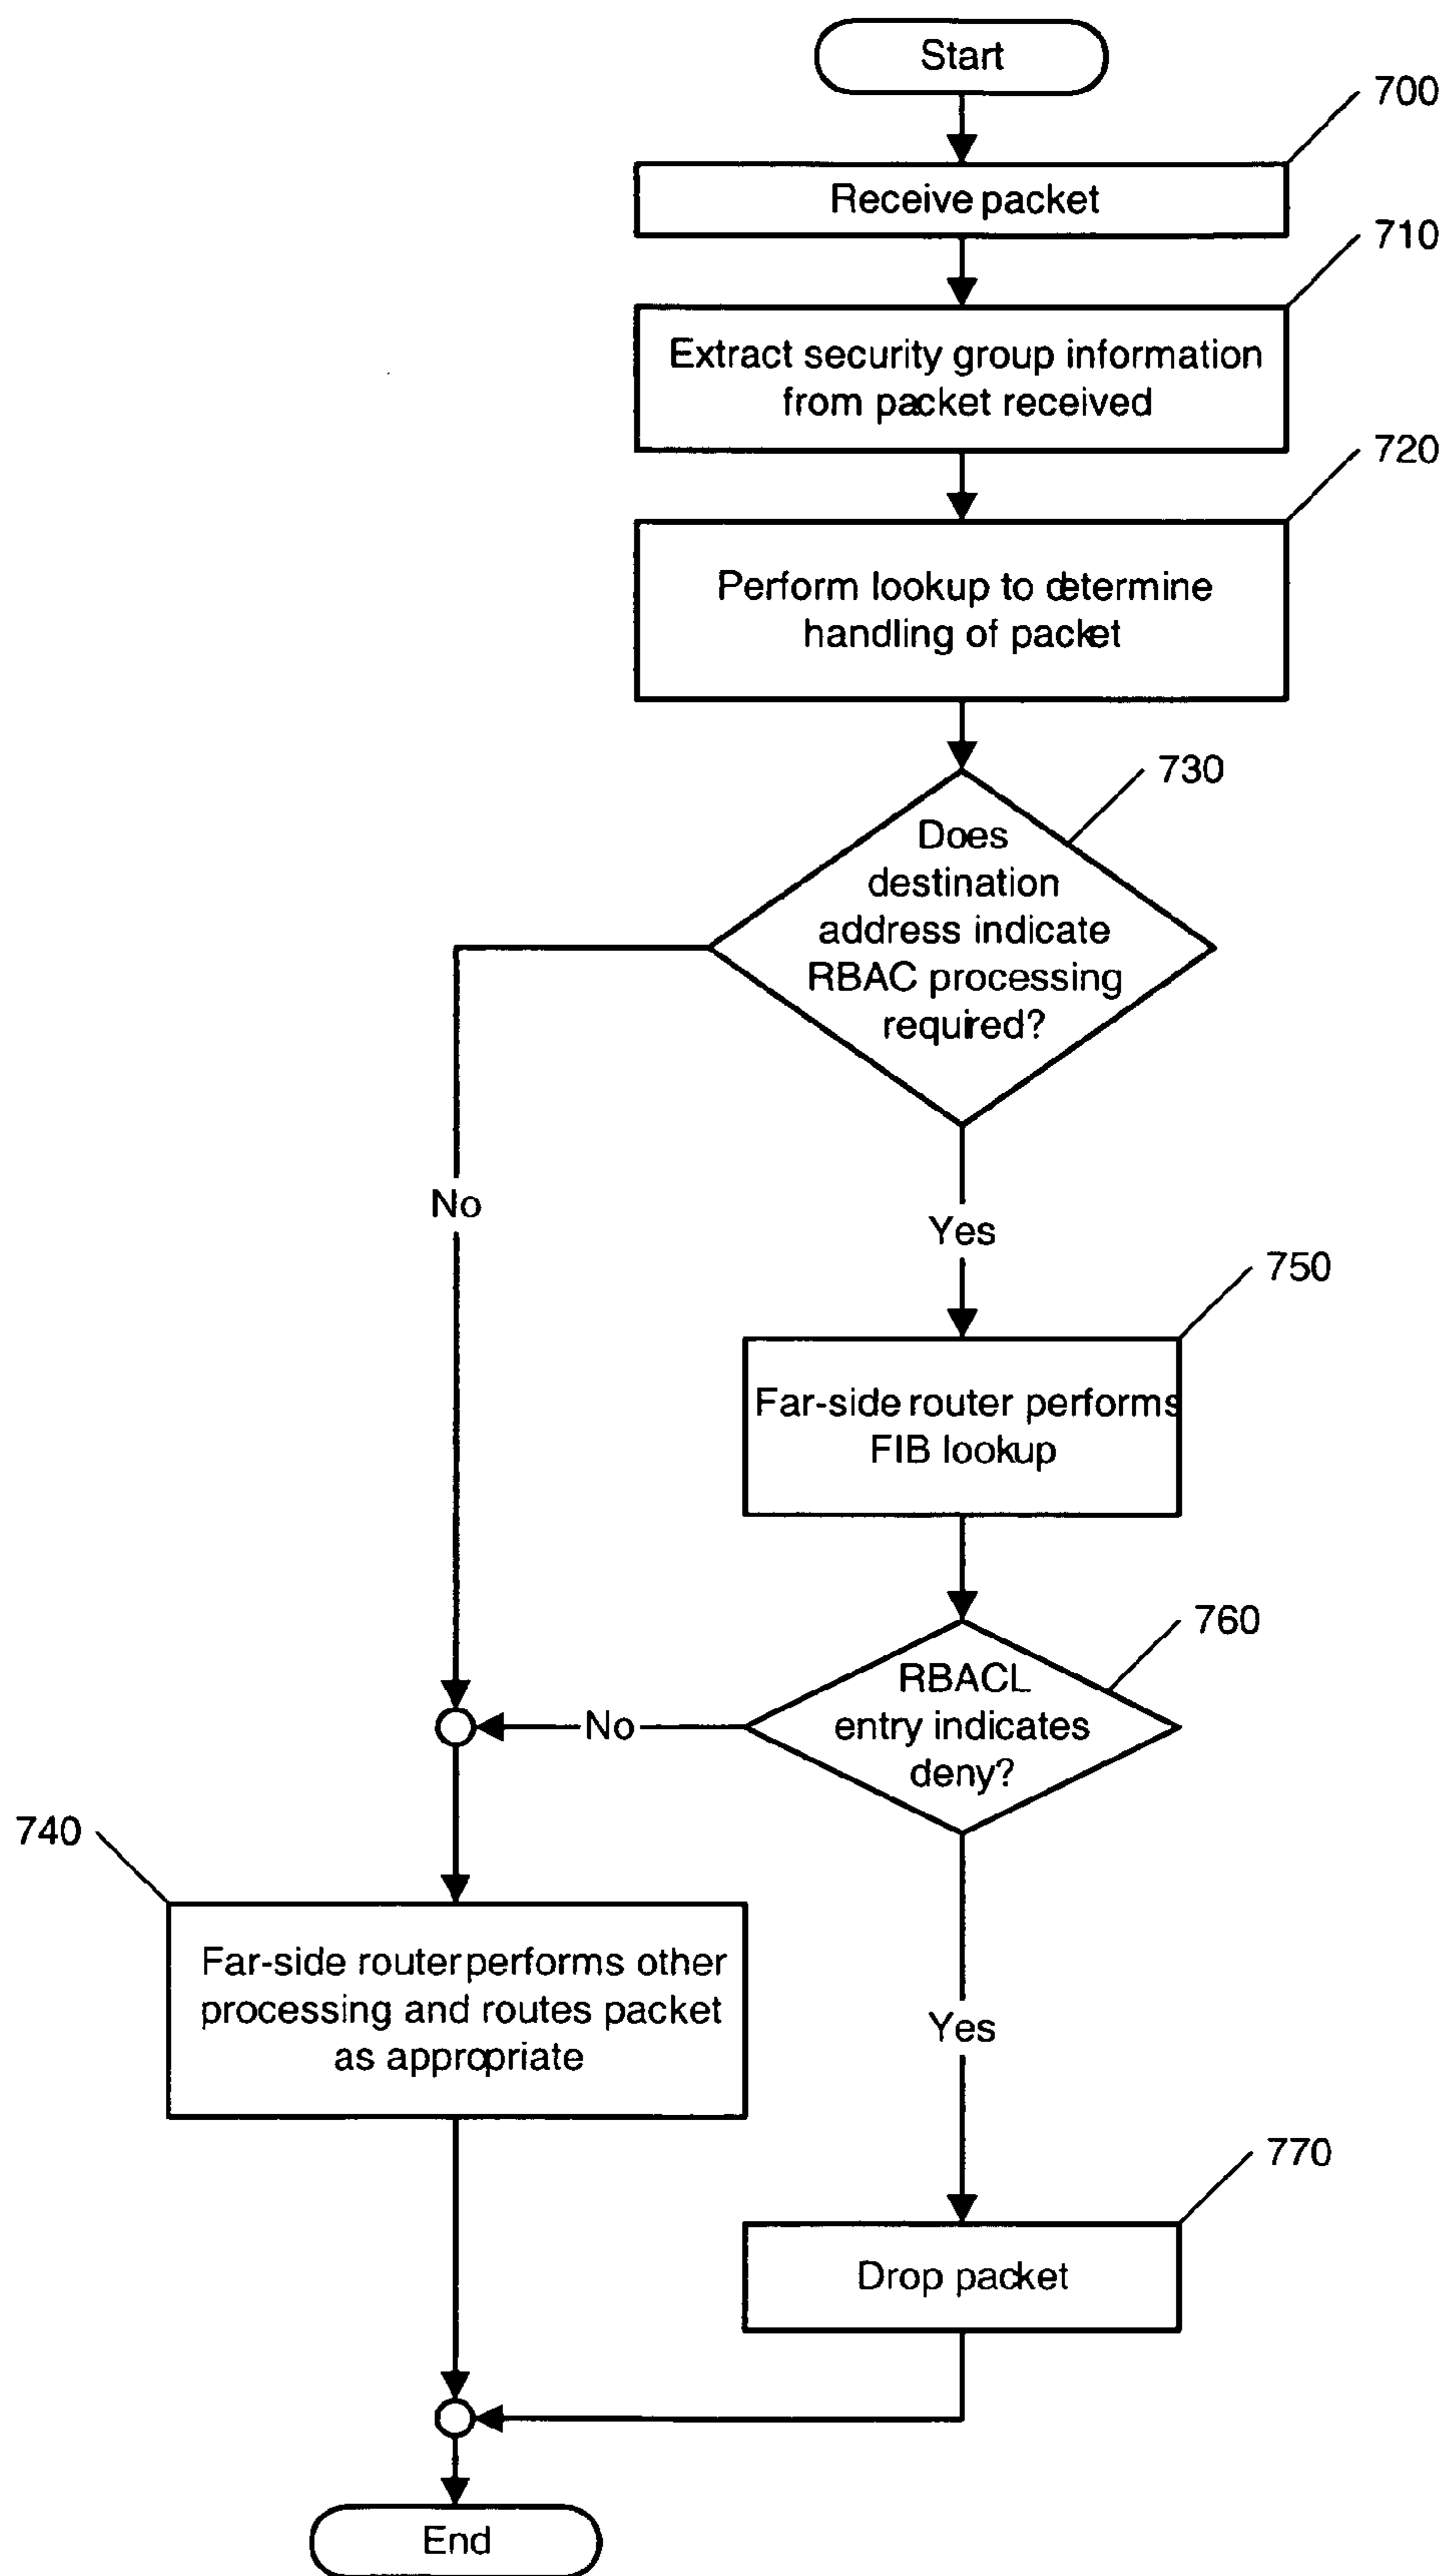 Start
700
Receive packet
710
Extract security group information
from packet received
720
Perform lookup to determine
handling of packet
730
Does
destination
address indicate
RBAC processing
required?
No
Yes
750
Far-side router performs
FIB lookup
760
RBACL
entry indicates
deny?
No
740
Far-side router performs other
processing and routes packet
as appropriate
Yes
770
Drop packet
End